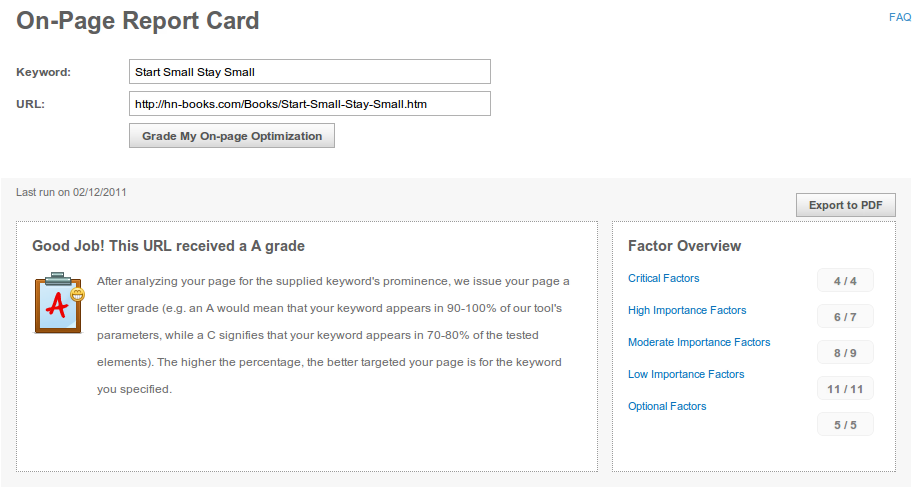 On-Page Report Card
FAQ
Keyword:
Start Small Stay Small
URL:
http://hn-books.com/Books/Start-Small-Stay-Small.htm
Grade My On-page Optimization
Last run on 02/12/2011
Export to PDF
Good Job! This URL received a A grade
A
After analyzing your page for the supplied keyword's prominence, we issue your page a
letter grade (e.g. an A would mean that your keyword appears in 90-100% of our tool's
parameters, while a C signifies that your keyword appears in 70-80% of the tested
elements). The higher the percentage, the better targeted your page is for the keyword
you specified.
Factor Overview
Critical Factors
4 / 4
High Importance Factors
6 / 7
Moderate Importance Factors
8 / 9
Low Importance Factors
11 / 11
Optional Factors
5 / 5